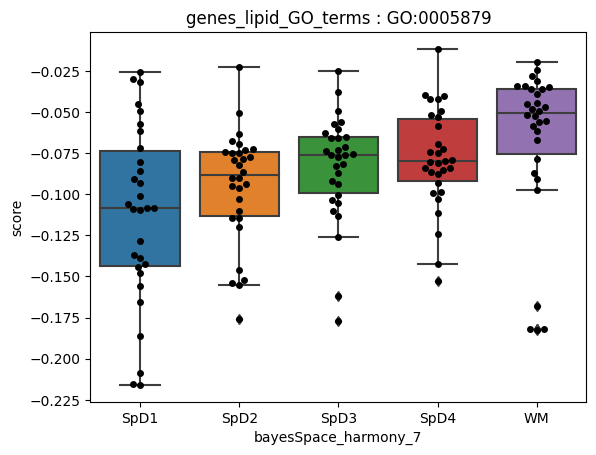 genes_lipid_GO_terms : GO:0005879
−0.025
−0.050
−0.075
−0.100
−0.125
−0.150
−0.175
−0.200
−0.225
score
SpD1 SpD2 SpD3 SpD4 WM
bayesSpace_harmony_7